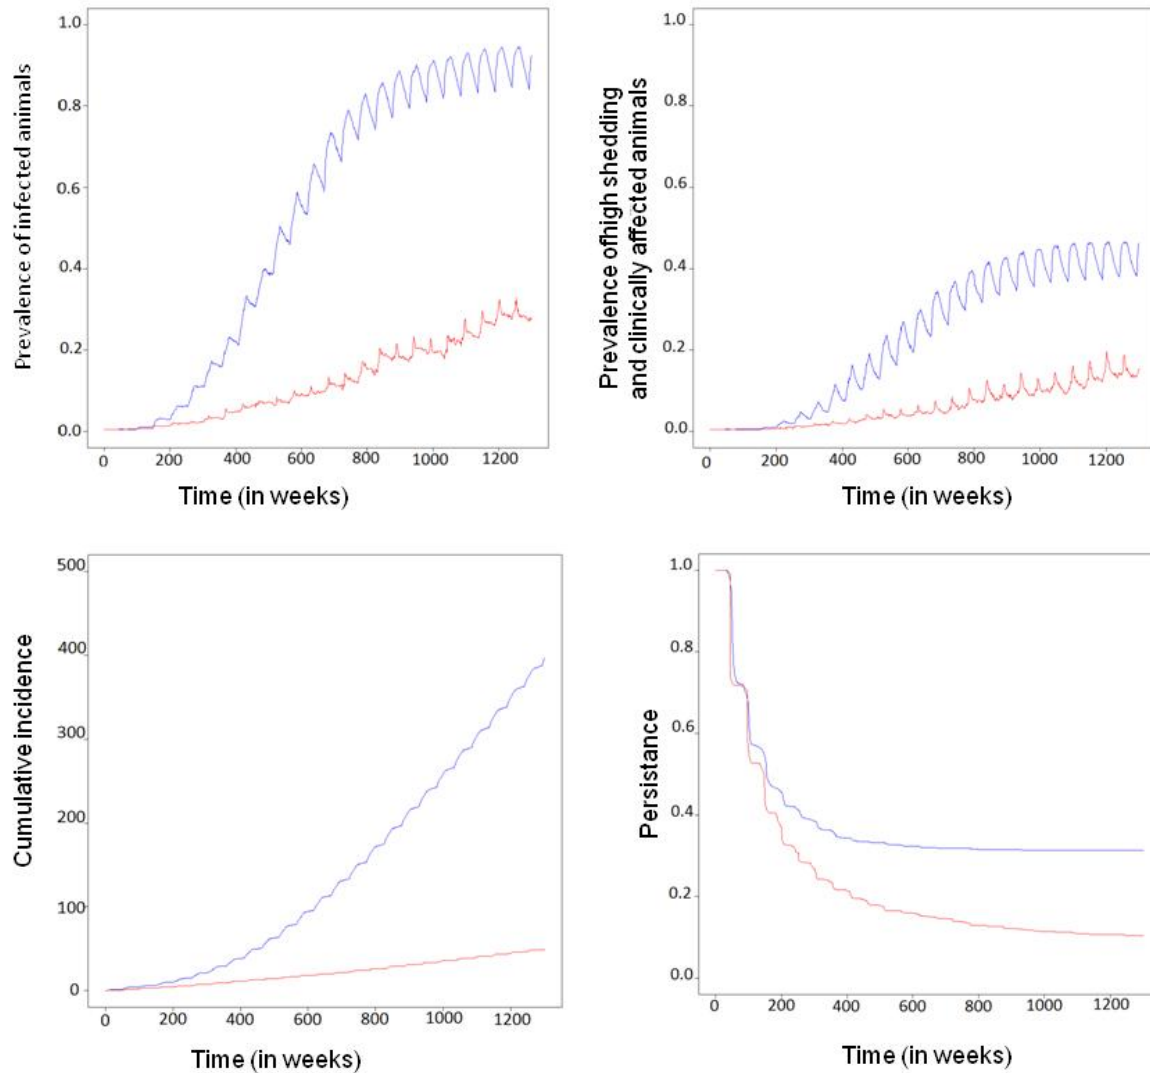 Prevalence of infected animals
1.0
0.8
0.6
0.4
0.2
0.0
0 200 400 600 800 1000 1200
Time (in weeks)
Prevalence ofhigh shedding
and clinically affected animals
1.0
0.8
0.6
0.4
0.2
0.0
0 200 400 600 800 1000 1200
Time (in weeks)
Cumulative incidence
500
400
300
200
100
0
0 200 400 600 800 1000 1200
Time (in weeks)
Persistance
1.0
0.8
0.6
0.4
0.2
0.0
0 200 400 600 800 1000 1200
Time (in weeks)